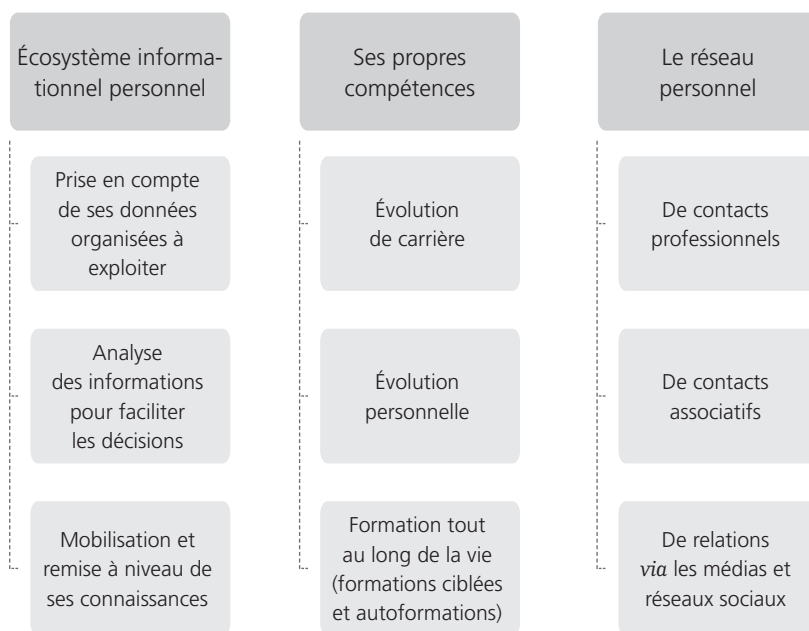 Écosystème informa-
tionnel personnel
Prise en compte
de ses données
organisées à
exploiter
Analyse
des informations
pour faciliter
les décisions
Mobilisation et
remise à niveau de
ses connaissances
Ses propres
compétences
Évolution
de carrière
Évolution
personnelle
Formation tout
au long de la vie
(formations ciblées
et autoformations)
Le réseau
personnel
De contacts
professionnels
De contacts
associatifs
De relations
via les médias et
réseaux sociaux